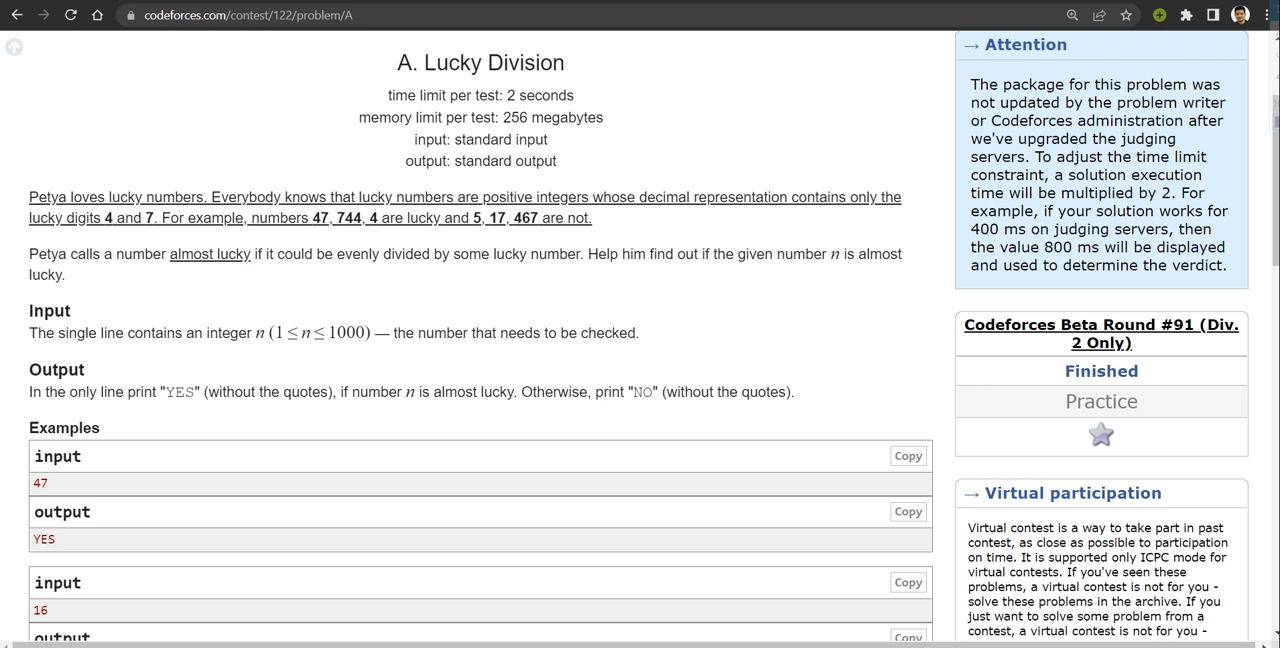 codeforces.com/contest/122/problem/A
A. Lucky Division
time limit per test: 2 seconds
memory limit per test: 256 megabytes
input: standard input
output: standard output
Petya loves lucky numbers. Everybody knows that lucky numbers are positive integers whose decimal representation contains only the
lucky digits 4 and 7. For example, numbers 47, 744, 4 are lucky and 5, 17, 467 are not.
Petya calls a number almost lucky if it could be evenly divided by some lucky number. Help him find out if the given number n is almost
lucky.
Input
The single line contains an integer n (1 ≤ n ≤ 1000) — the number that needs to be checked.
Output
In the only line print "YES" (without the quotes), if number n is almost lucky. Otherwise, print "NO" (without the quotes).
Examples
input
Copy
47
output
Copy
YES
input
Copy
16
output
Copy
→ Attention
The package for this problem was
not updated by the problem writer
or Codeforces administration after
we've upgraded the judging
servers. To adjust the time limit
constraint, a solution execution
time will be multiplied by 2. For
example, if your solution works for
400 ms on judging servers, then
the value 800 ms will be displayed
and used to determine the verdict.
Codeforces Beta Round #91 (Div.
2 Only)
Finished
Practice
→ Virtual participation
Virtual contest is a way to take part in past
contest, as close as possible to participation
on time. It is supported only ICPC mode for
virtual contests. If you've seen these
problems, a virtual contest is not for you -
solve these problems in the archive. If you
just want to solve some problem from a
contest, a virtual contest is not for you -